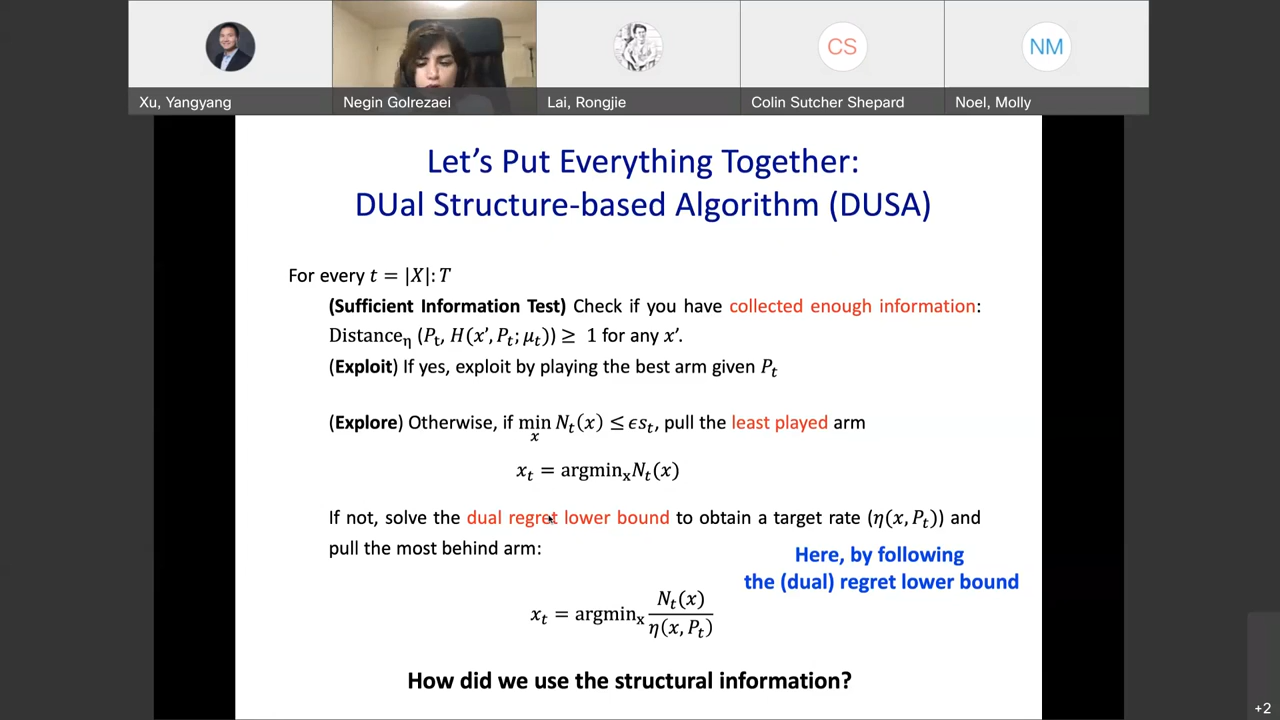 CS
NM
Xu, Yangyang
Negin Golrezaei
Lai, Rongjie
Colin Sutcher Shepard
Noel, Molly
Let's Put Everything Together:
DUal Structure-based Algorithm (DUSA)
For every t = |X|: T
(Sufficient Information Test) Check if you have collected enough information:
Distance_η (P_t, H(x', P_t; μ_t)) ≥ 1 for any x'.
(Exploit) If yes, exploit by playing the best arm given P_t
(Explore) Otherwise, if min_x N_t(x) ≤ ϵs_t, pull the least played arm
x_t = argmin_x N_t(x)
If not, solve the dual regret lower bound to obtain a target rate (η(x, P_t)) and
pull the most behind arm:
Here, by following
the (dual) regret lower bound
x_t = argmin_x N_t(x) / η(x, P_t)
How did we use the structural information?
+2